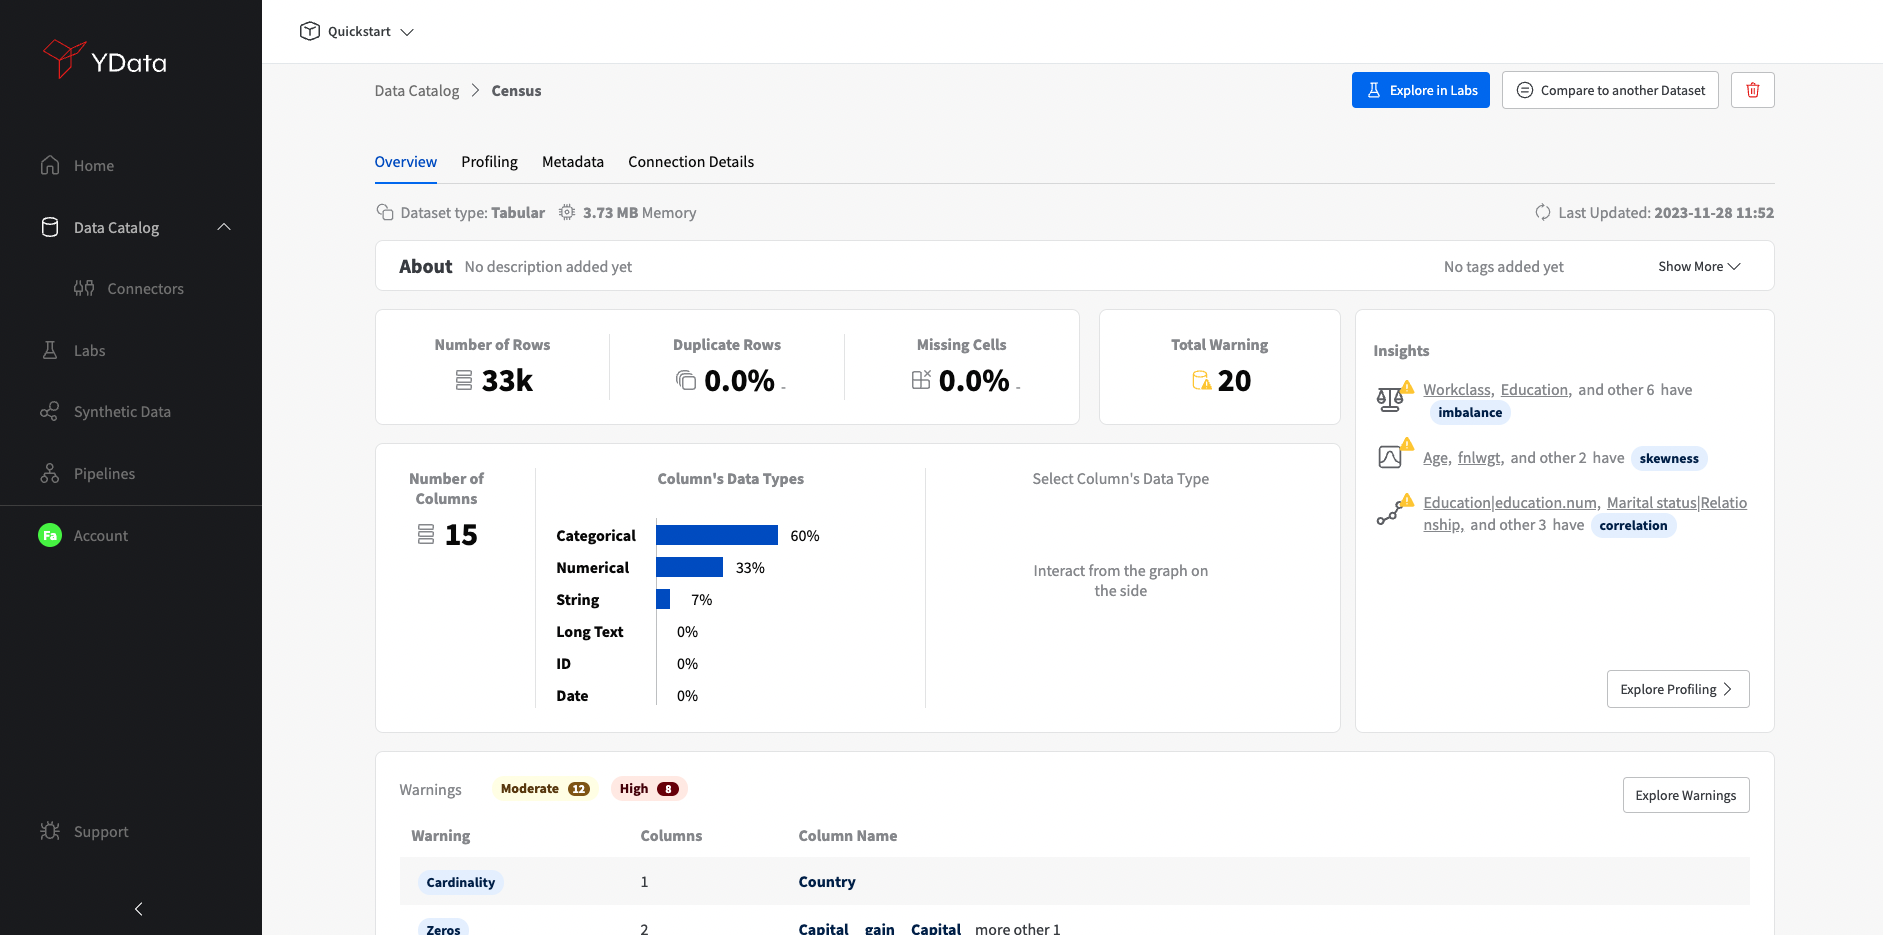 YData
Home
Data Catalog
Connectors
Labs
Synthetic Data
Pipelines
Fa Account
Support
Quickstart
Data Catalog > Census
Explore in Labs
Compare to another Dataset
Overview Profiling Metadata Connection Details
Dataset type: Tabular 3.73 MB Memory
Last Updated: 2023-11-28 11:52
About No description added yet
No tags added yet
Show More
Number of Rows
33k
Duplicate Rows
0.0% -
Missing Cells
0.0% -
Total Warning
20
Insights
Workclass, Education, and other 6 have
imbalance
Age, fnlwgt, and other 2 have skewness
Education|education.num, Marital status|Relatio
nship, and other 3 have correlation
Explore Profiling
Number of
Columns
15
Column's Data Types
Categorical 60%
Numerical 33%
String 7%
Long Text 0%
ID 0%
Date 0%
Select Column's Data Type
Interact from the graph on
the side
Warnings Moderate 12 High 8
Explore Warnings
Warning Columns Column Name
Cardinality 1 Country
Zeros 2 Capital gain Capital more other 1